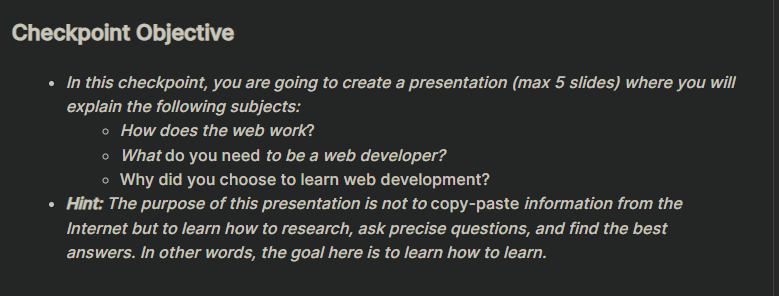 Checkpoint Objective
In this checkpoint, you are going to create a presentation (max 5 slides) where you will
explain the following subjects:
How does the web work?
What do you need to be a web developer?
Why did you choose to learn web development?
Hint: The purpose of this presentation is not to copy-paste information from the
Internet but to learn how to research, ask precise questions, and find the best
answers. In other words, the goal here is to learn how to learn.